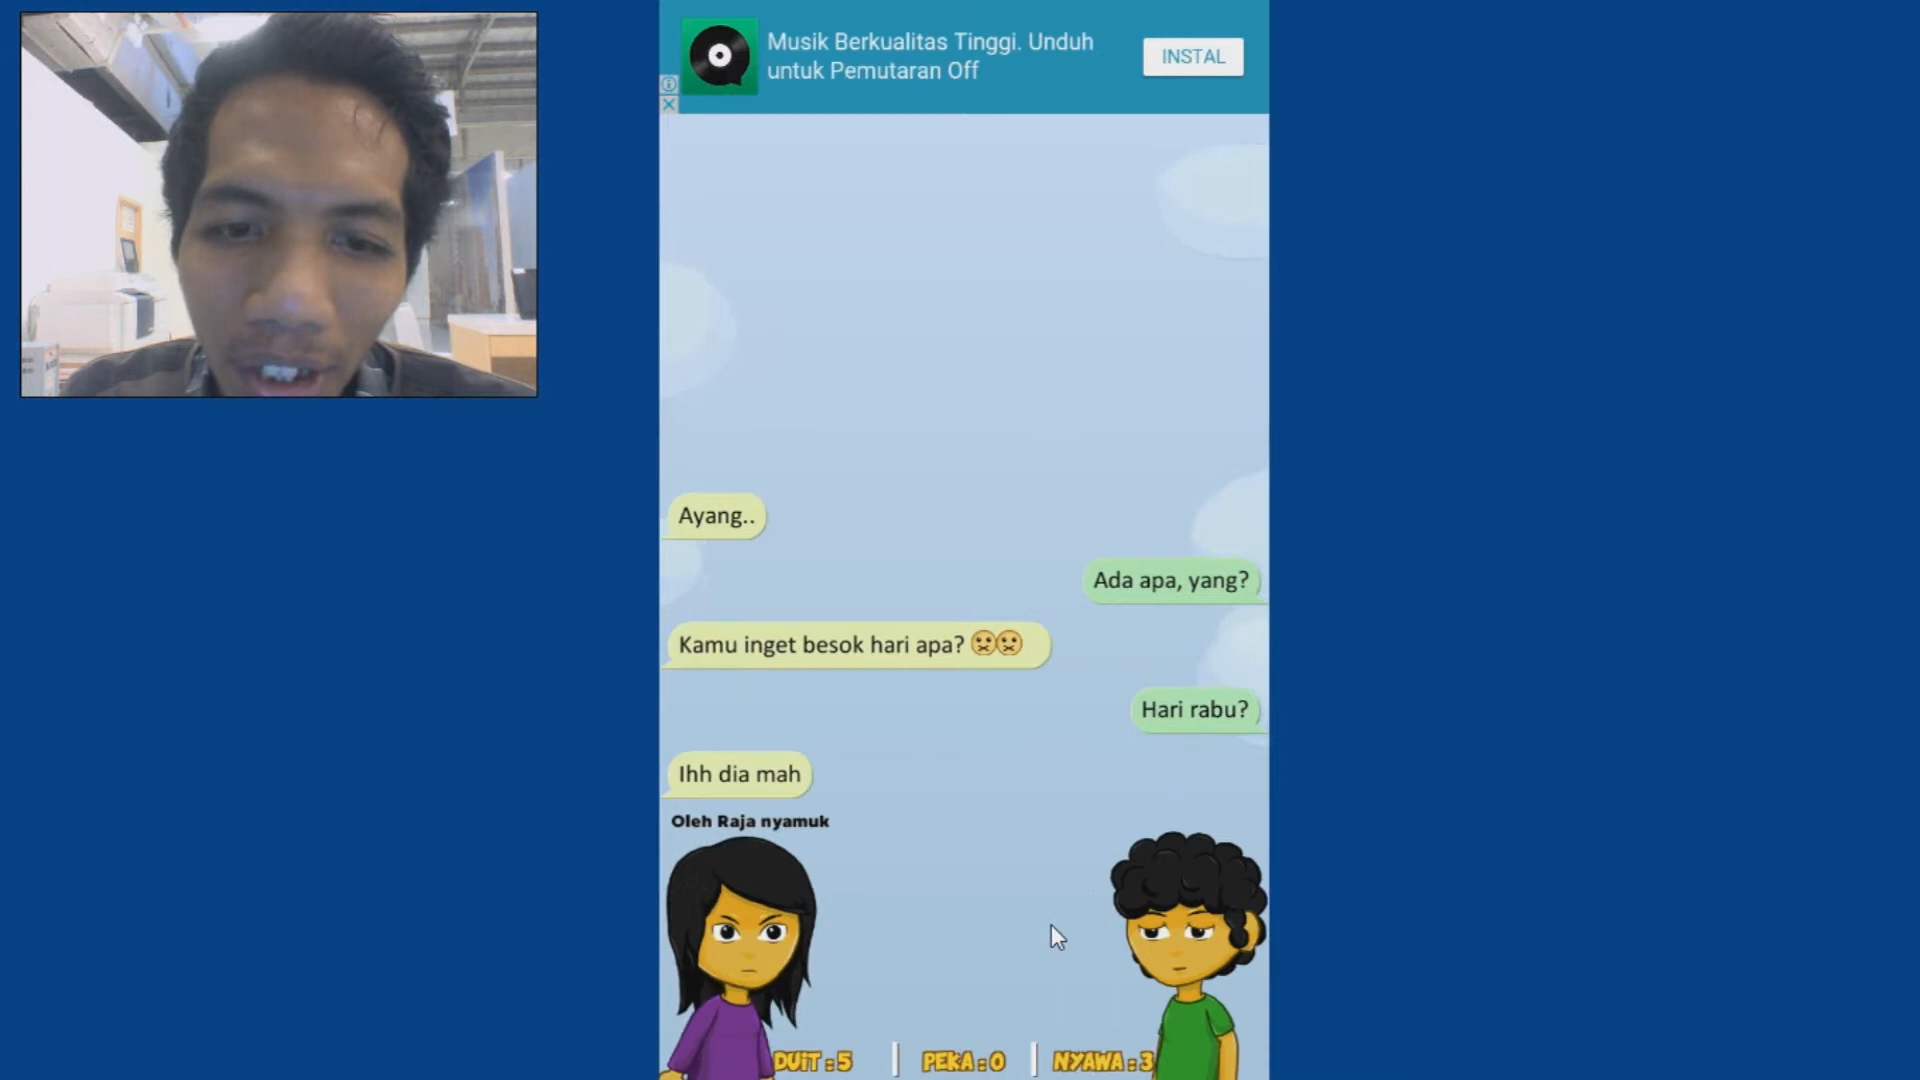 Musik Berkualitas Tinggi. Unduh
untuk Pemutaran Off
INSTAL
Ayang..
Ada apa, yang?
Kamu inget besok hari apa?
Hari rabu?
Ihh dia mah
Oleh Raja nyamuk
DUIT : 5 | PEKA : 0 | NYAWA : 3